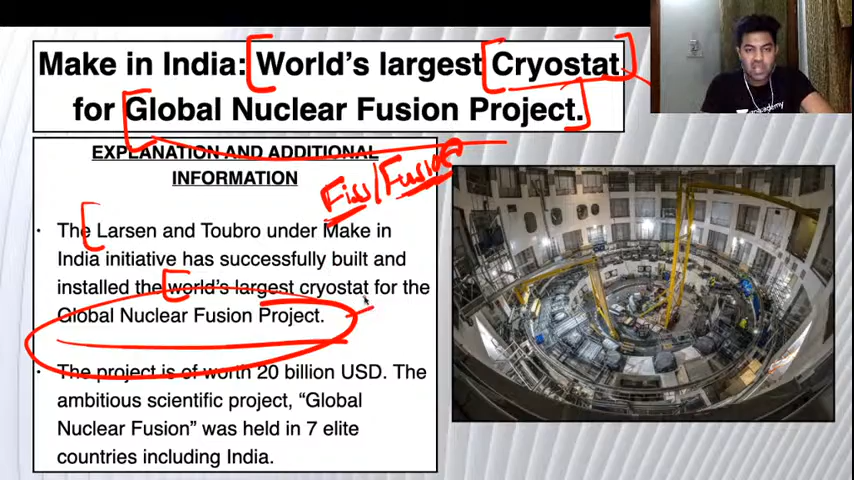 Make in India: World's largest Cryostat
for Global Nuclear Fusion Project.
EXPLANATION AND ADDITIONAL
INFORMATION
Fiss/Fusion
• The Larsen and Toubro under Make in
India initiative has successfully built and
installed the world's largest cryostat for the
Global Nuclear Fusion Project.
• The project is of worth 20 billion USD. The
ambitious scientific project, “Global
Nuclear Fusion” was held in 7 elite
countries including India.